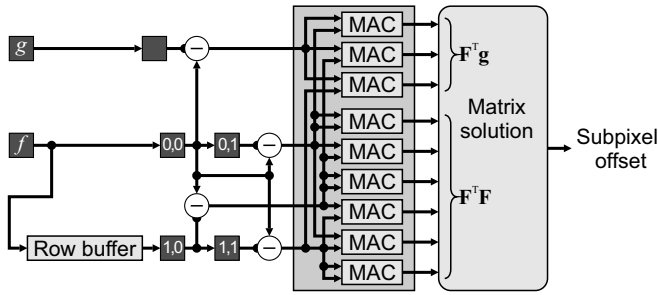 g
MAC
MAC
MAC
Fᵀg
f
0,0
0,1
MAC
MAC
MAC
MAC
MAC
MAC
Matrix
solution
FᵀF
Subpixel
offset
Row buffer
1,0
1,1